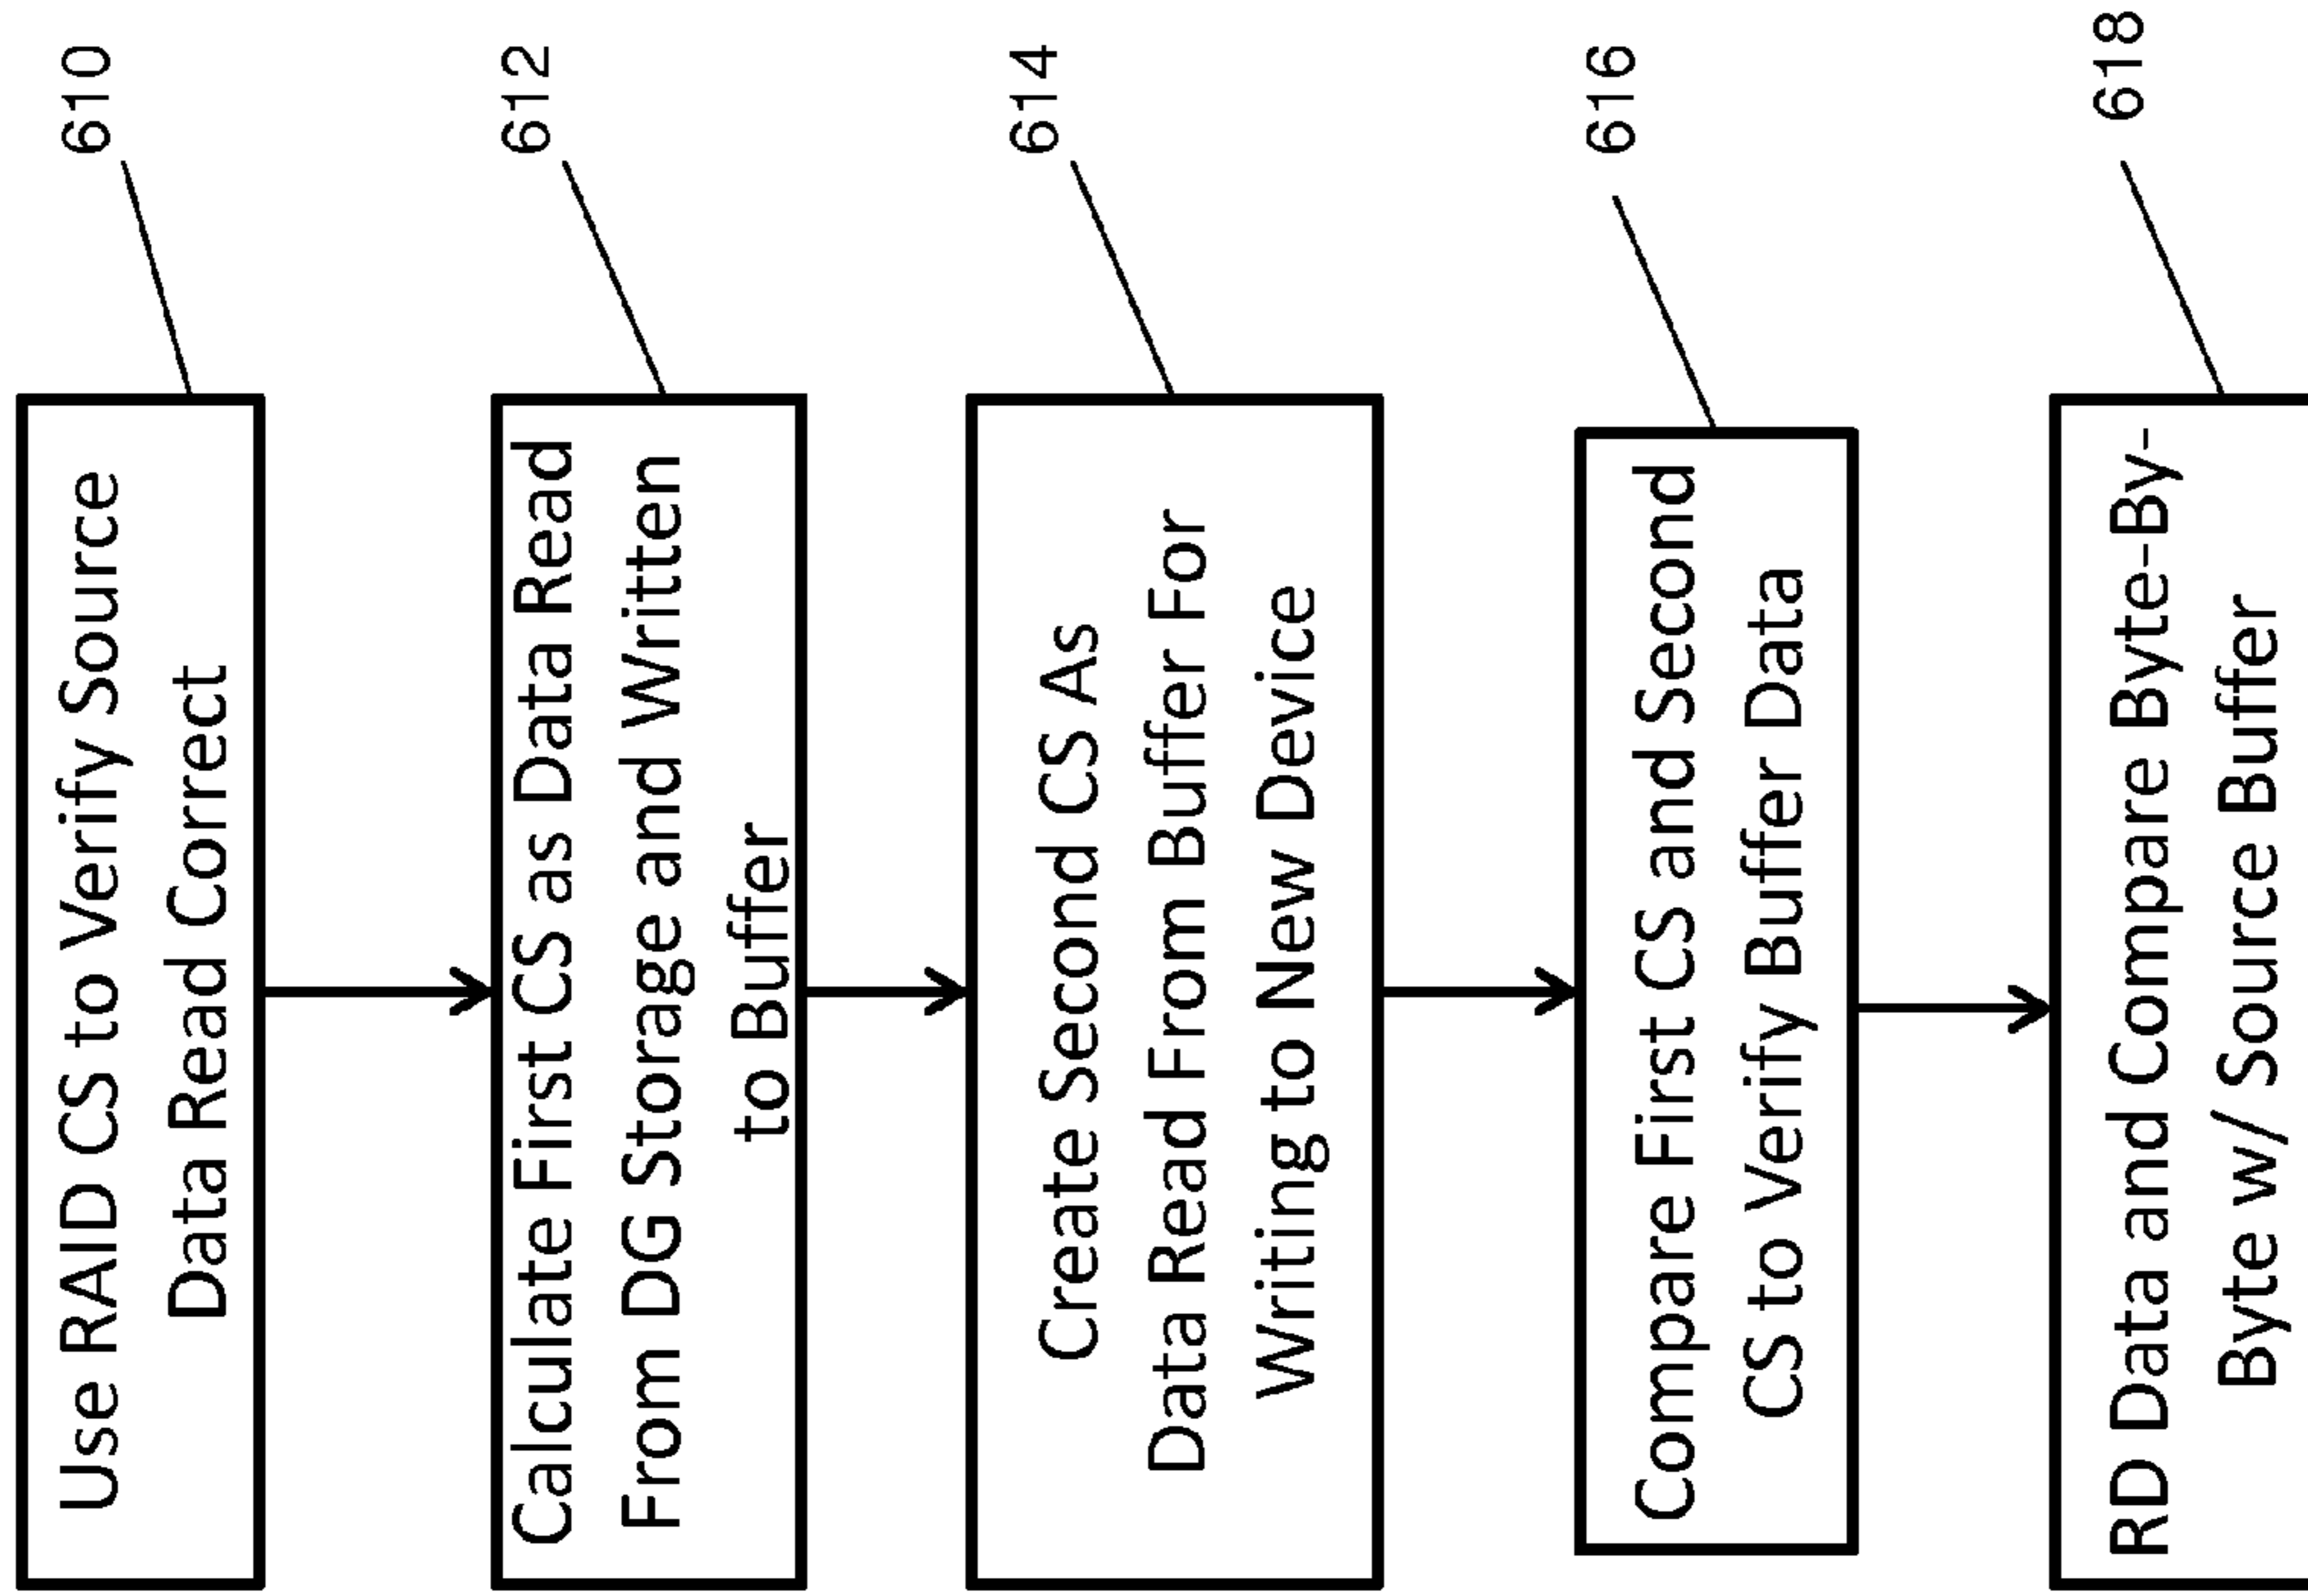 610
Use RAID CS to Verify Source
Data Read Correct
612
Calculate First CS as Data Read
From DG Storage and Written
to Buffer
614
Create Second CS As
Data Read From Buffer For
Writing to New Device
616
Compare First CS and Second
CS to Verify Buffer Data
618
RD Data and Compare Byte-By-
Byte w/ Source Buffer